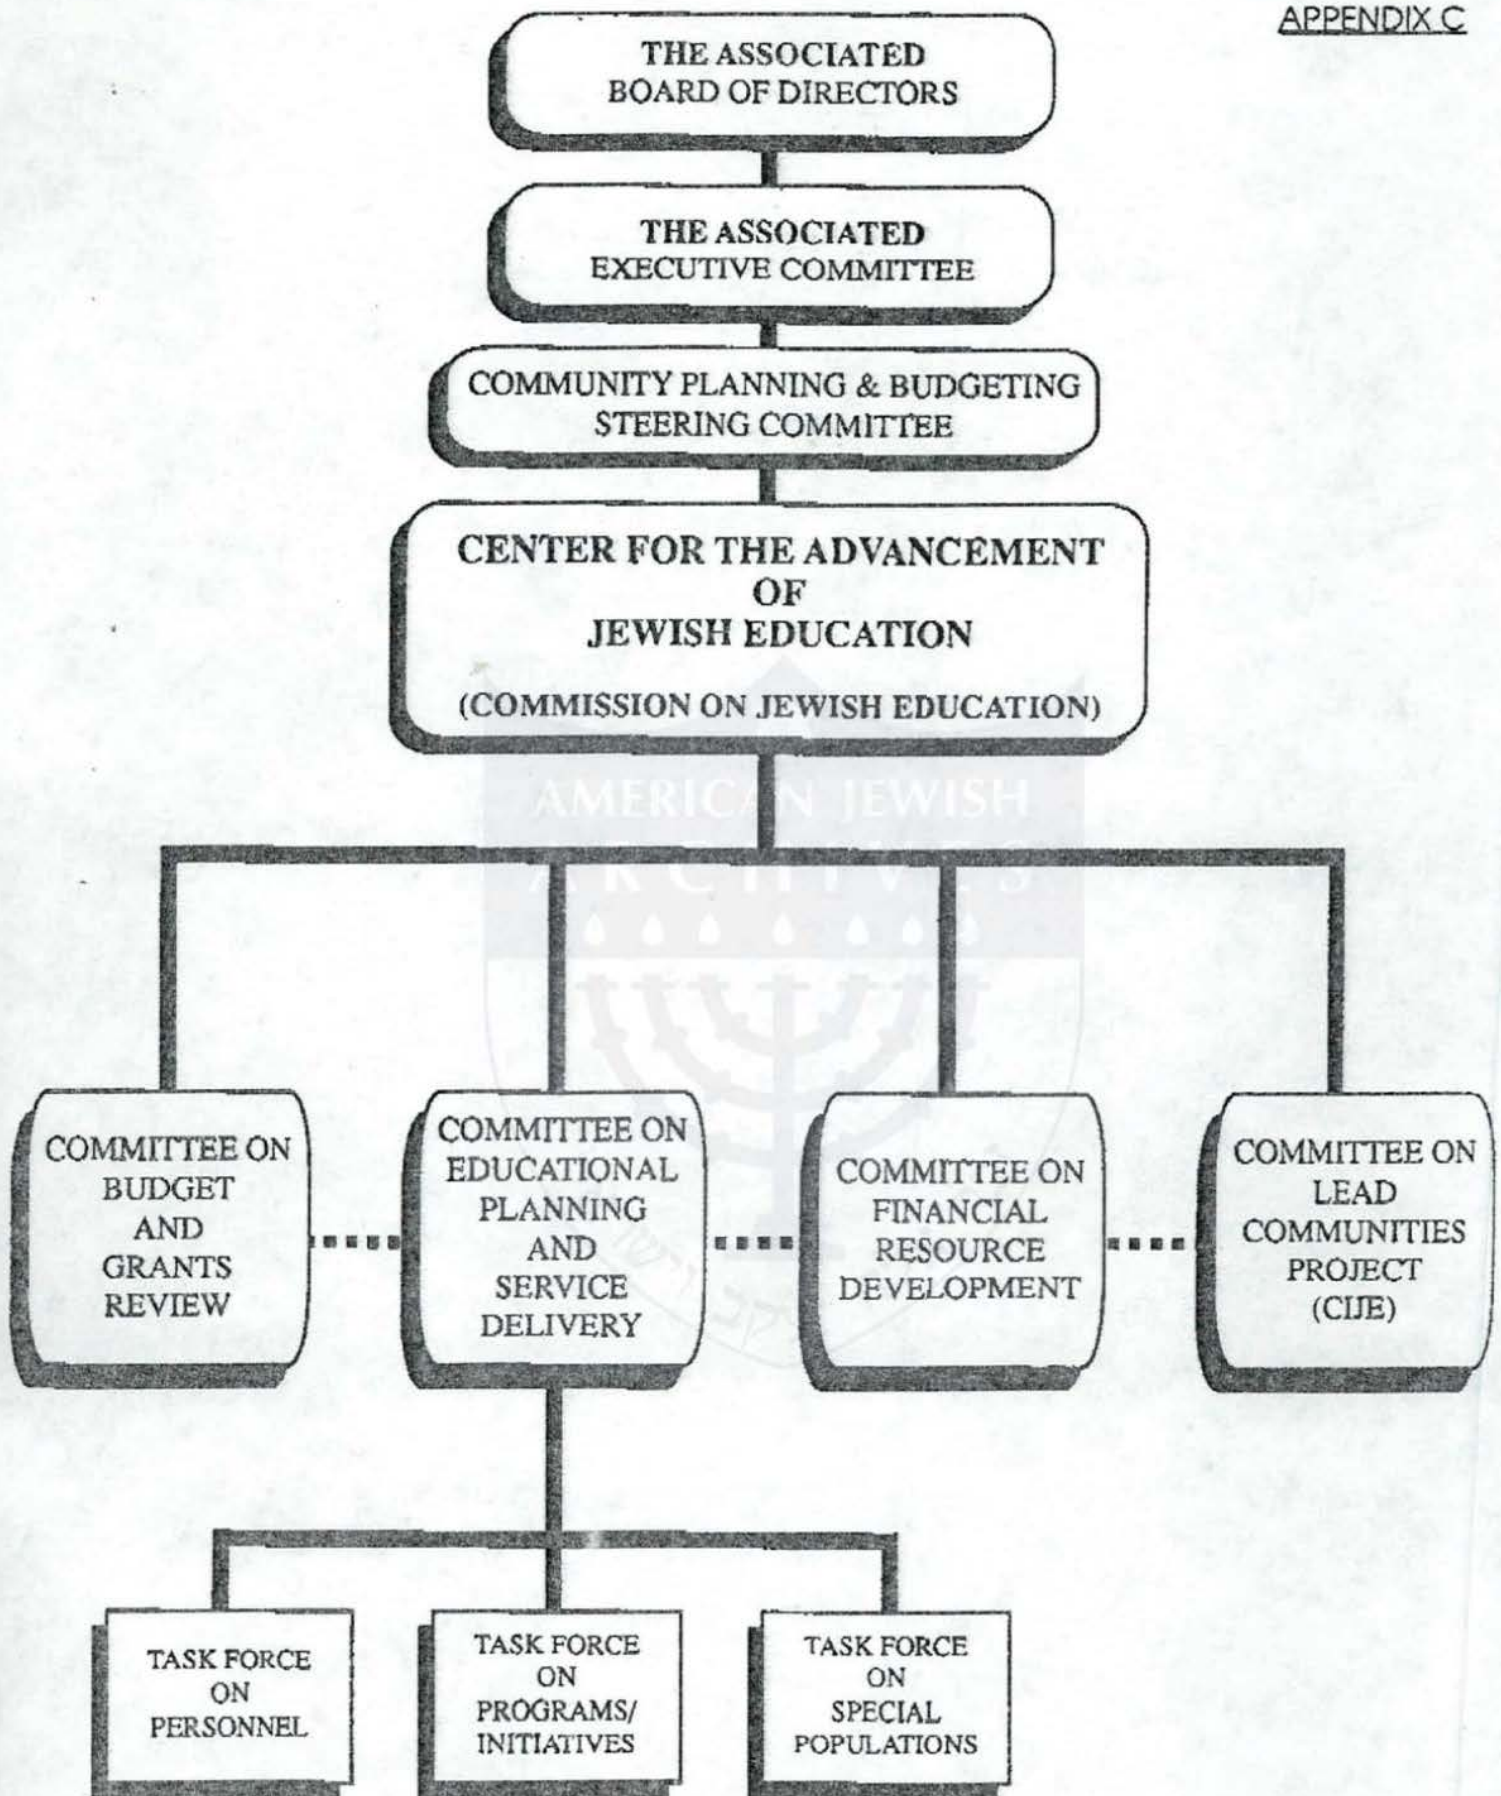 APPENDIX C
THE ASSOCIATED
BOARD OF DIRECTORS
THE ASSOCIATED
EXECUTIVE COMMITTEE
COMMUNITY PLANNING & BUDGETING
STEERING COMMITTEE
CENTER FOR THE ADVANCEMENT
OF
JEWISH EDUCATION
(COMMISSION ON JEWISH EDUCATION)
AMERICAN JEWISH
ARCHIVES
COMMITTEE ON
BUDGET
AND
GRANTS
REVIEW
COMMITTEE ON
EDUCATIONAL
PLANNING
AND
SERVICE
DELIVERY
COMMITTEE ON
FINANCIAL
RESOURCE
DEVELOPMENT
COMMITTEE ON
LEAD
COMMUNITIES
PROJECT
(CIJE)
TASK FORCE
ON
PERSONNEL
TASK FORCE
ON
PROGRAMS/
INITIATIVES
TASK FORCE
ON
SPECIAL
POPULATIONS